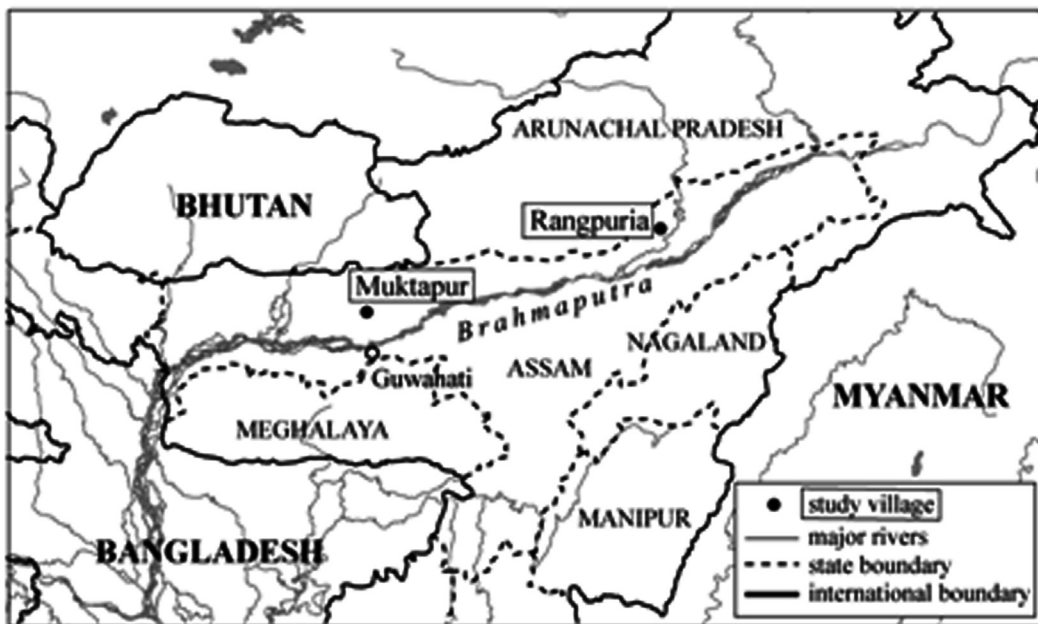 ARUNACHAL PRADESH
BHUTAN
Rangpuria
Muktapur
Brahmaputra
NAGALAND
ASSAM
Guwahati
MYANMAR
MEGHALAYA
MANIPUR
BANGLADESH
study village
major rivers
state boundary
international boundary